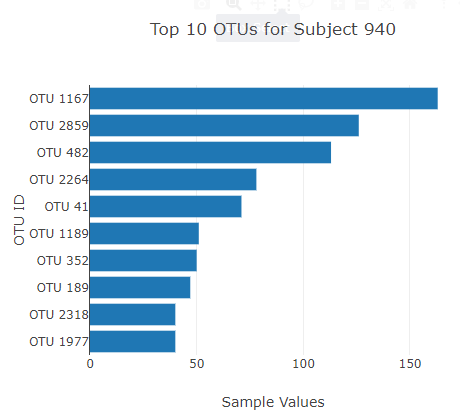 Top 10 OTUs for Subject 940
OTU 1167
OTU 2859
OTU 482
OTU 2264
OTU 41
OTU 1189
OTU 352
OTU 189
OTU 2318
OTU 1977
OTU ID
0 50 100 150
Sample Values